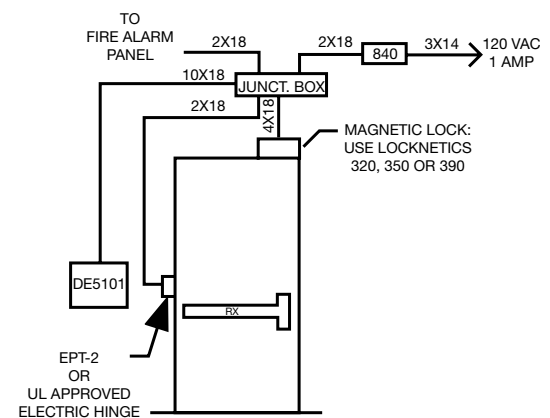 TO
FIRE ALARM
PANEL
2X18
2X18
840
3X14
120 VAC
1 AMP
10X18
JUNCT. BOX
2X18
4X18
MAGNETIC LOCK:
USE LOCKNETICS
320, 350 OR 390
DE5101
RX
EPT-2
OR
UL APPROVED
ELECTRIC HINGE